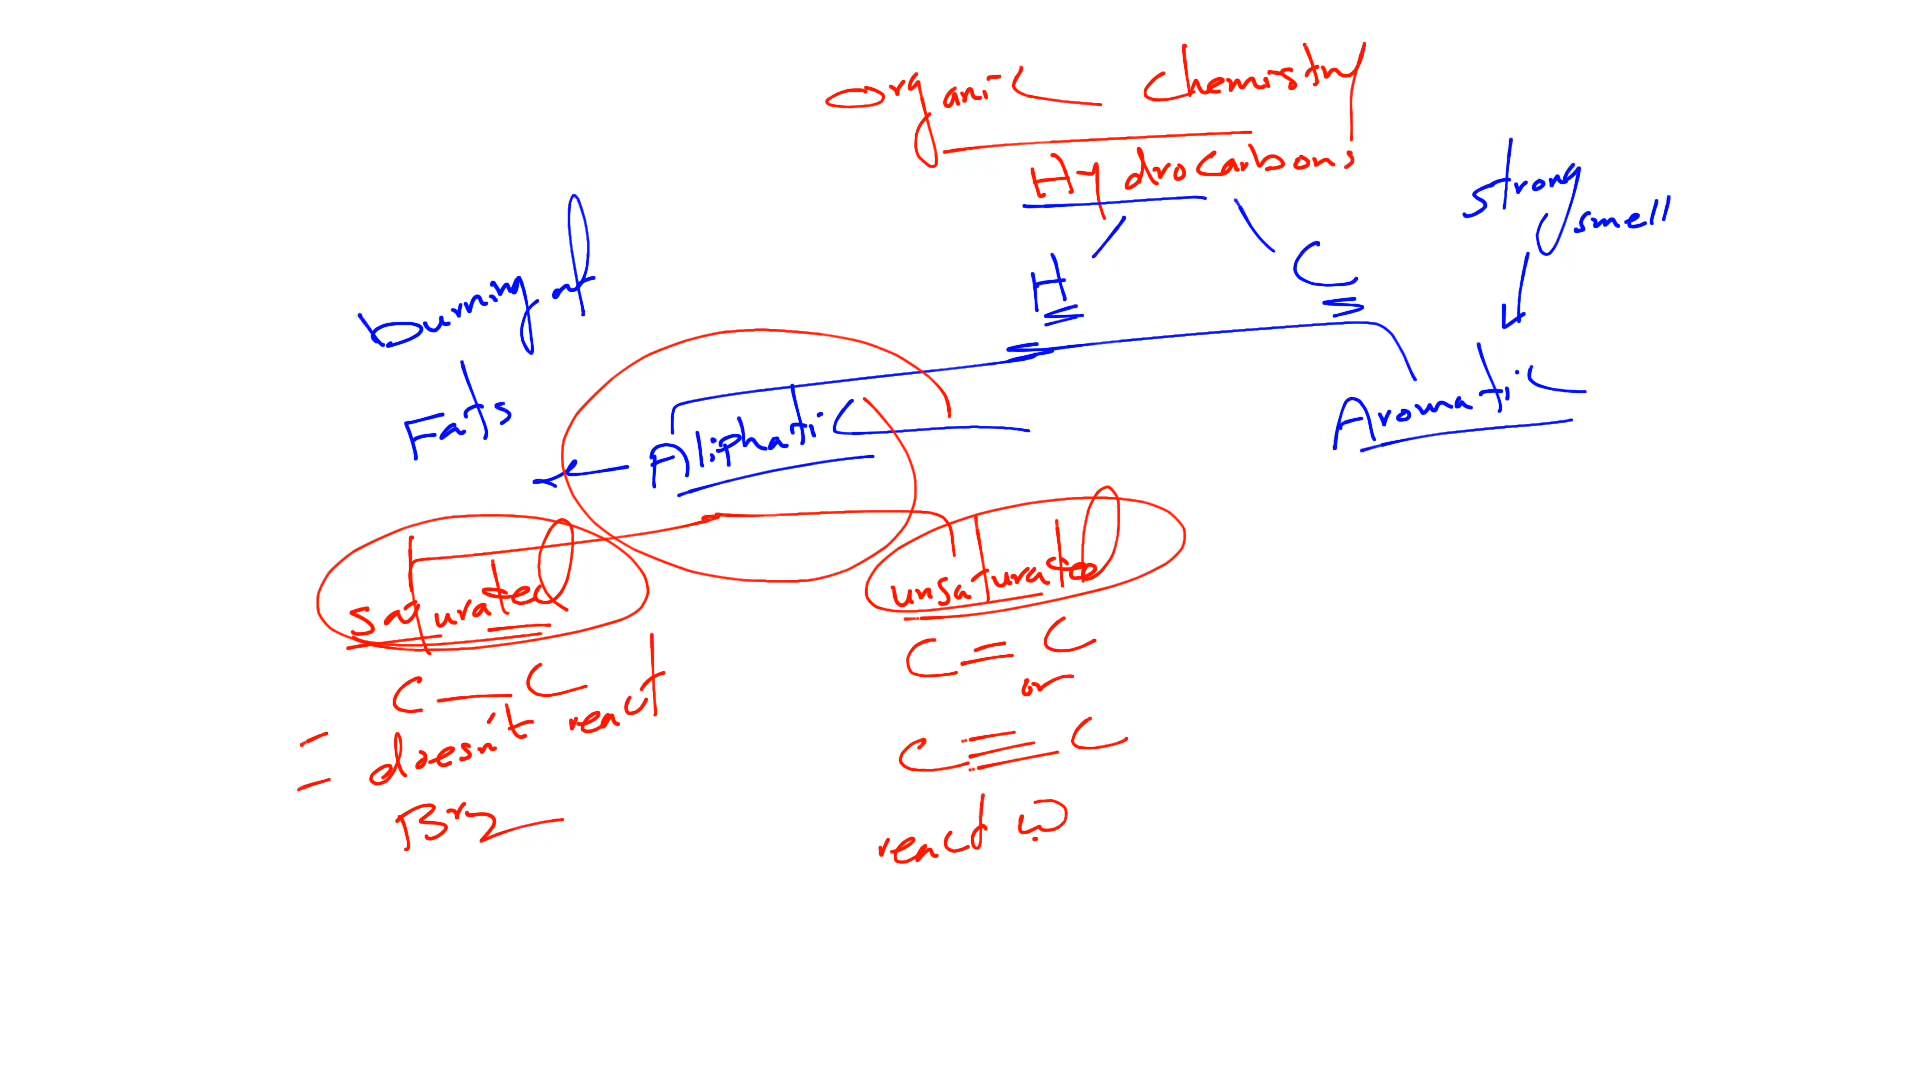 organic chemistry
Hydrocarbons
H C
strong
smell
burning of
Fats
Aliphatic
Aromatic
saturated
unsaturated
C — C
C = C
or
doesn't react
C ≡ C
Br2
react w